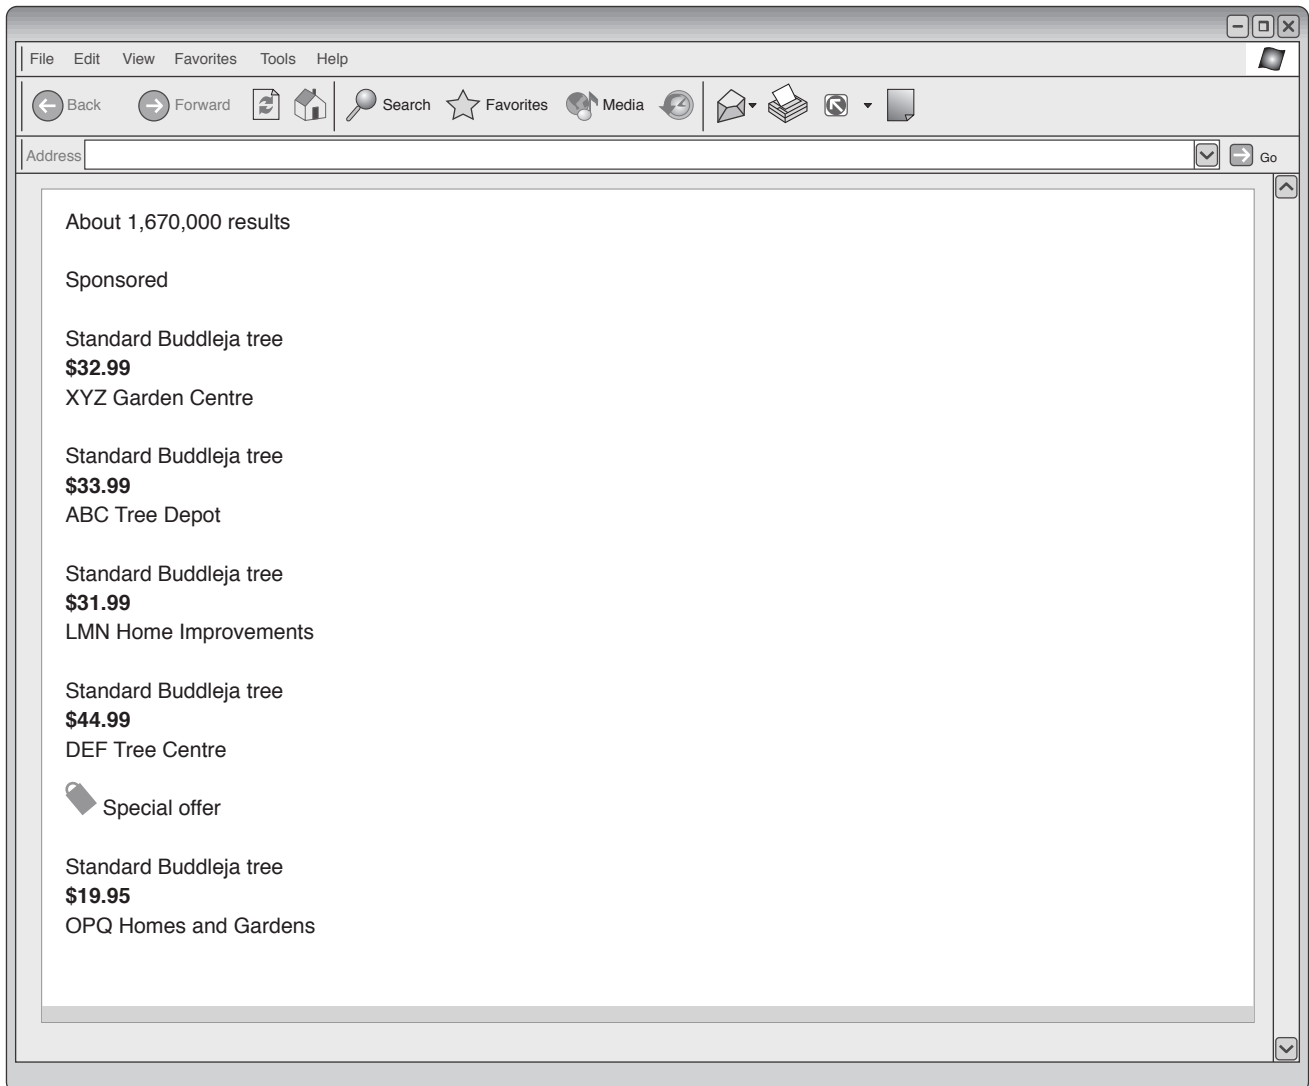 File Edit View Favorites Tools Help
Back Forward Search Favorites Media
Address Go
About 1,670,000 results
Sponsored
Standard Buddleja tree
$32.99
XYZ Garden Centre
Standard Buddleja tree
$33.99
ABC Tree Depot
Standard Buddleja tree
$31.99
LMN Home Improvements
Standard Buddleja tree
$44.99
DEF Tree Centre
Special offer
Standard Buddleja tree
$19.95
OPQ Homes and Gardens